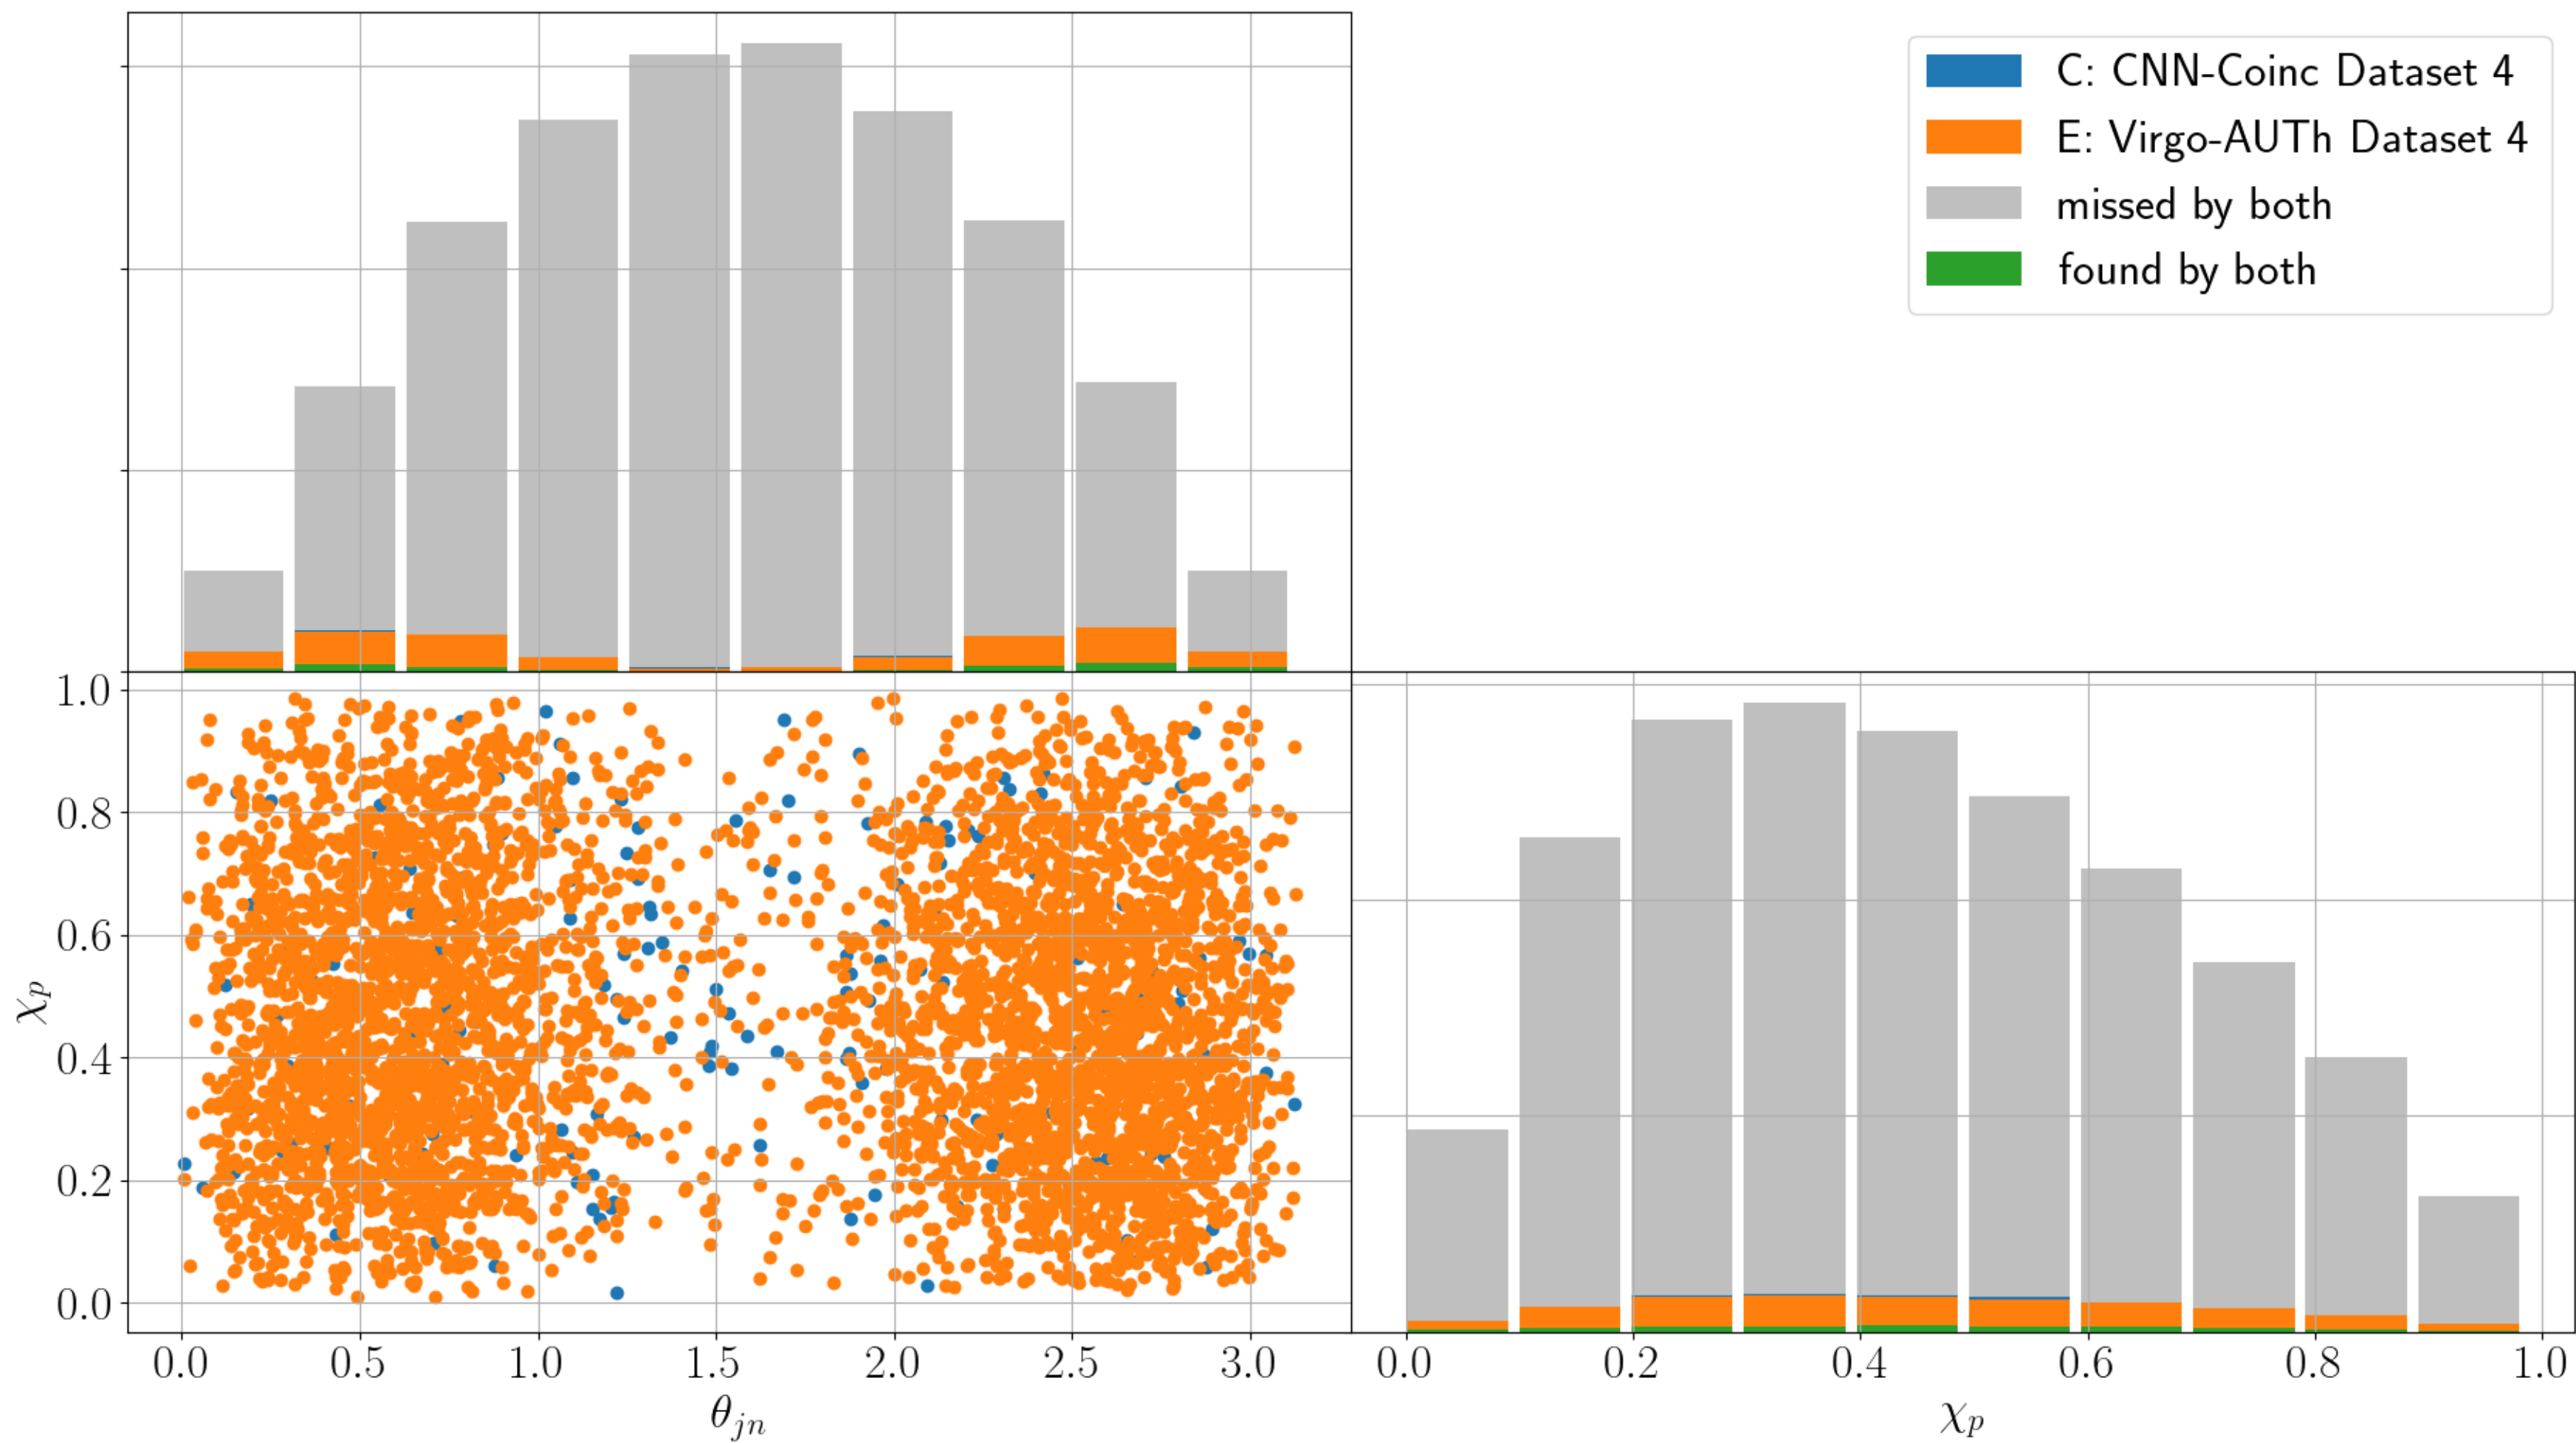 C: CNN-Coinc Dataset 4
E: Virgo-AUTh Dataset 4
missed by both
found by both
1.0
0.8
0.6
0.4
0.2
0.0
χp
0.0 0.5 1.0 1.5 2.0 2.5 3.0
θjn
0.0 0.2 0.4 0.6 0.8 1.0
χp